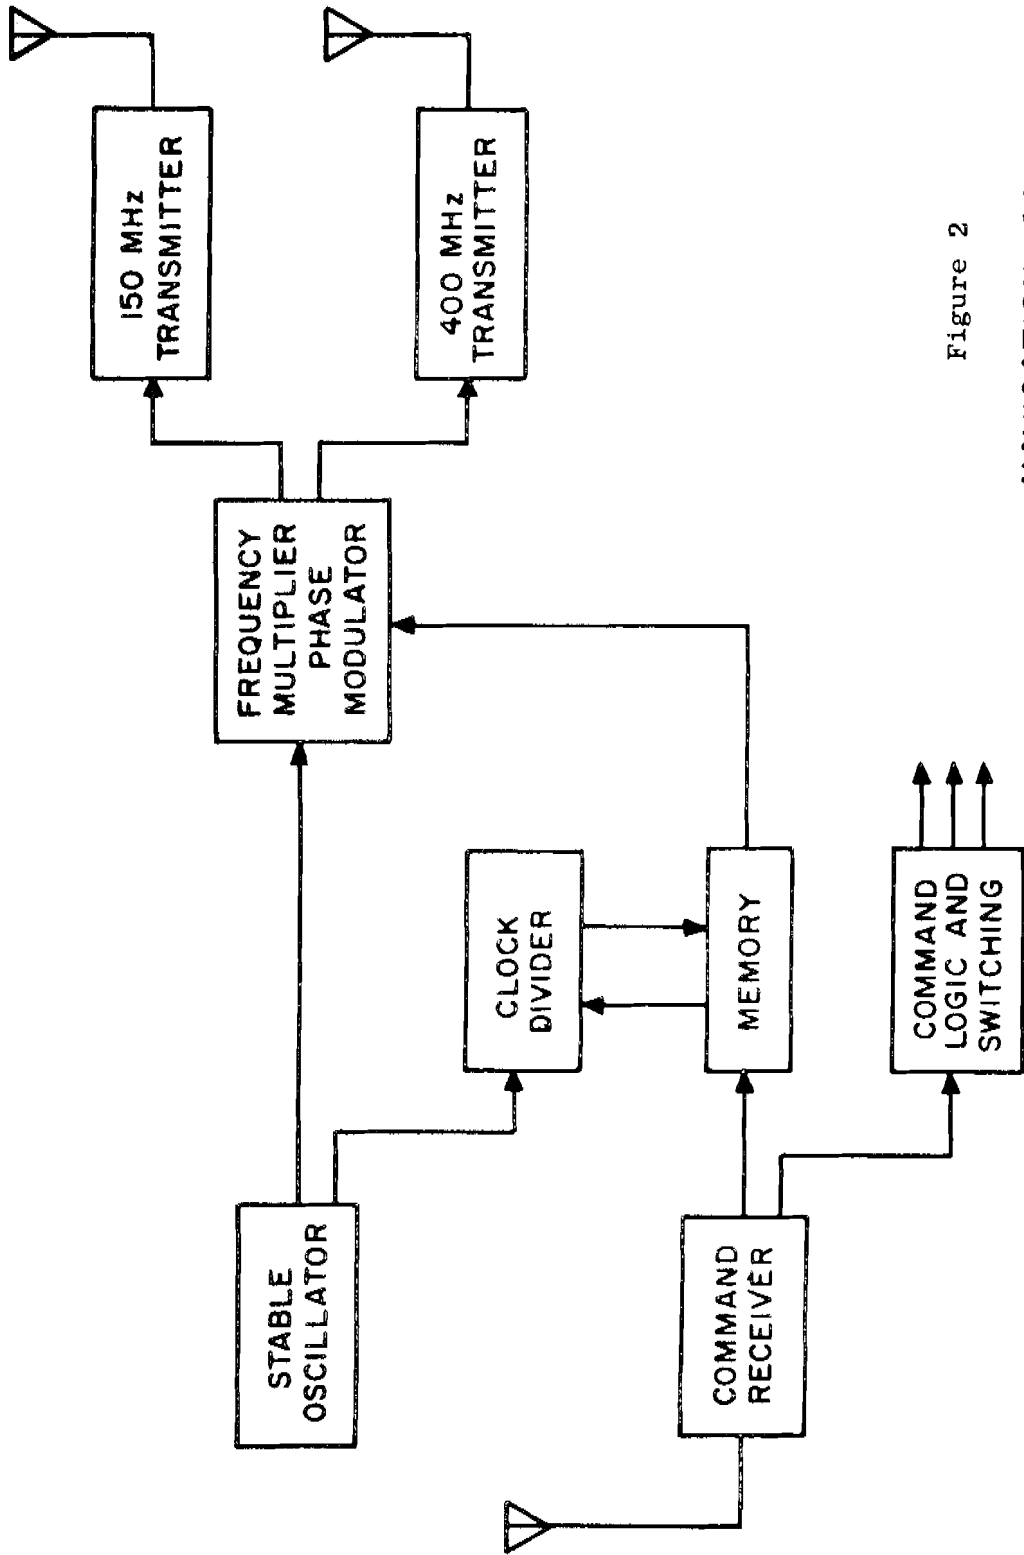 150 MHz
TRANSMITTER
400 MHz
TRANSMITTER
FREQUENCY
MULTIPLIER
PHASE
MODULATOR
STABLE
OSCILLATOR
CLOCK
DIVIDER
MEMORY
COMMAND
RECEIVER
COMMAND
LOGIC AND
SWITCHING
Figure 2